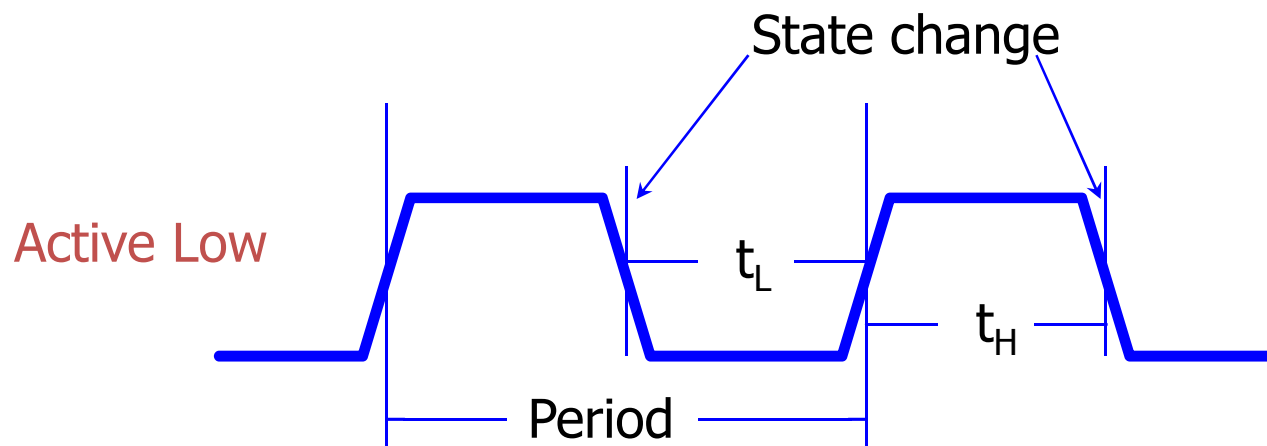 State change
Active Low
tL
tH
Period